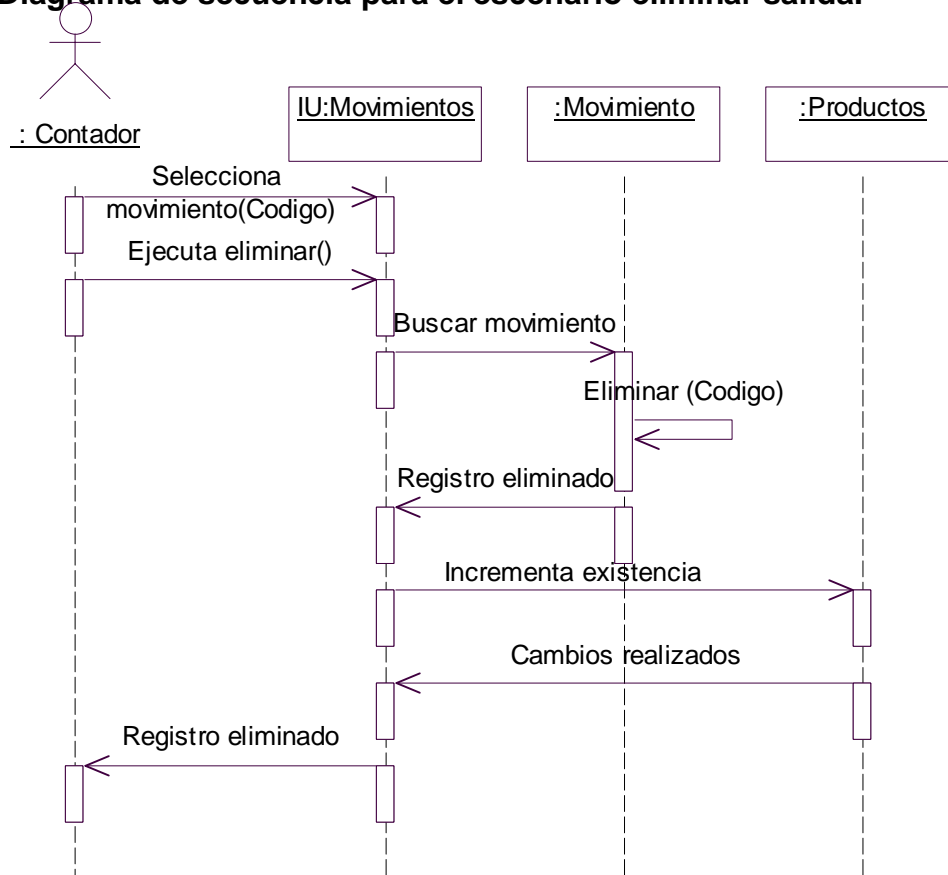 Diagrama de secuencia para el escenario eliminar salida.
: Contador
IU:Movimientos
:Movimiento
:Productos
Selecciona
movimiento(Codigo)
Ejecuta eliminar()
Buscar movimiento
Eliminar (Codigo)
Registro eliminado
Incrementa existencia
Cambios realizados
Registro eliminado